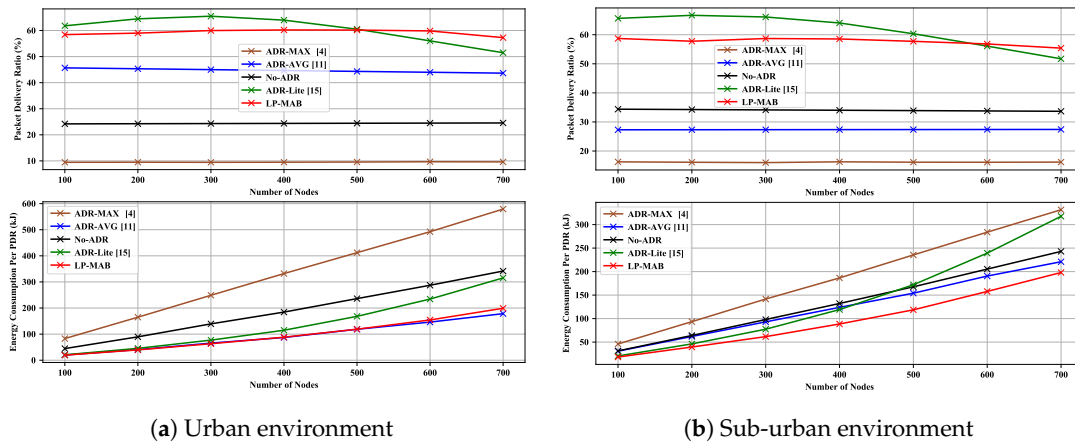 Packet Delivery Ratio (%)
60
50
40
30
20
10
ADR-MAX [4]
ADR-AVG [11]
No-ADR
ADR-Lite [15]
LP-MAB
100 200 300 400 500 600 700
Number of Nodes
Energy Consumption Per PDR (kJ)
600
500
400
300
200
100
0
ADR-MAX [4]
ADR-AVG [11]
No-ADR
ADR-Lite [15]
LP-MAB
100 200 300 400 500 600 700
Number of Nodes
(a) Urban environment
Packet Delivery Ratio (%)
60
50
40
30
20
ADR-MAX [4]
ADR-AVG [11]
No-ADR
ADR-Lite [15]
LP-MAB
100 200 300 400 500 600 700
Number of Nodes
Energy Consumption Per PDR (kJ)
300
250
200
150
100
50
ADR-MAX [4]
ADR-AVG [11]
No-ADR
ADR-Lite [15]
LP-MAB
100 200 300 400 500 600 700
Number of Nodes
(b) Sub-urban environment